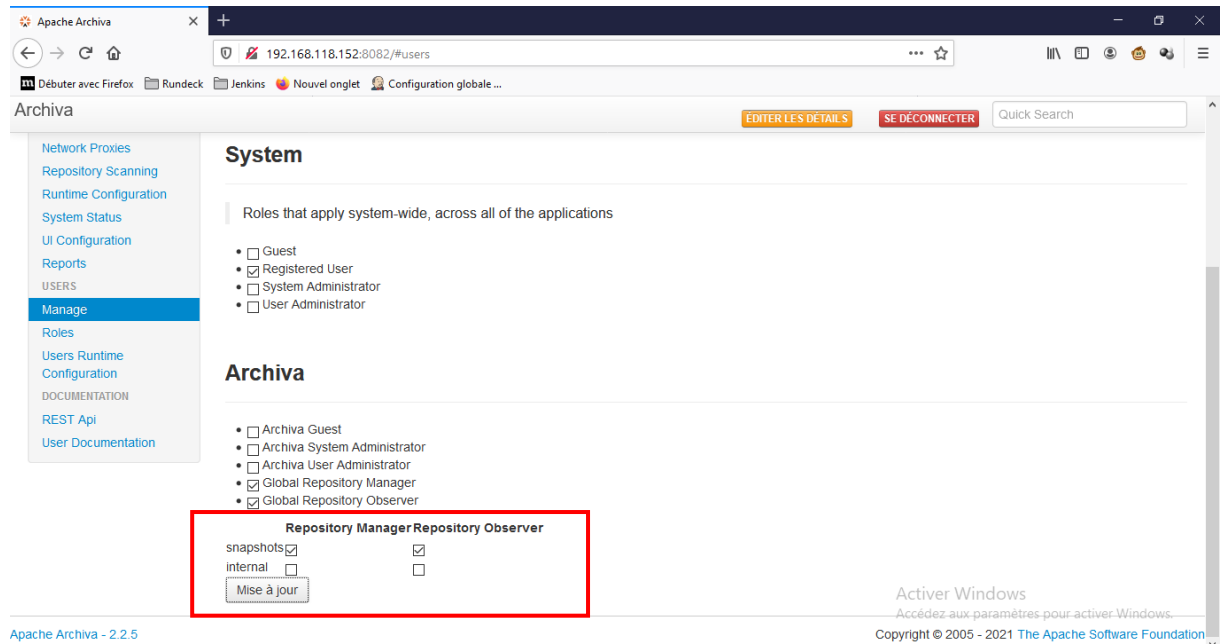 Apache Archiva
192.168.118.152:8082/#users
Débuter avec Firefox Rundeck Jenkins Nouvel onglet Configuration globale ...
Archiva
ÉDITER LES DÉTAILS SE DÉCONNECTER Quick Search
Network Proxies
Repository Scanning
Runtime Configuration
System Status
UI Configuration
Reports
USERS
Manage
Roles
Users Runtime
Configuration
DOCUMENTATION
REST Api
User Documentation
System
Roles that apply system-wide, across all of the applications
Guest
Registered User
System Administrator
User Administrator
Archiva
Archiva Guest
Archiva System Administrator
Archiva User Administrator
Global Repository Manager
Global Repository Observer
Repository Manager Repository Observer
snapshots
internal
Mise à jour
Activer Windows
Accédez aux paramètres pour activer Windows.
Apache Archiva - 2.2.5
Copyright © 2005 - 2021 The Apache Software Foundation